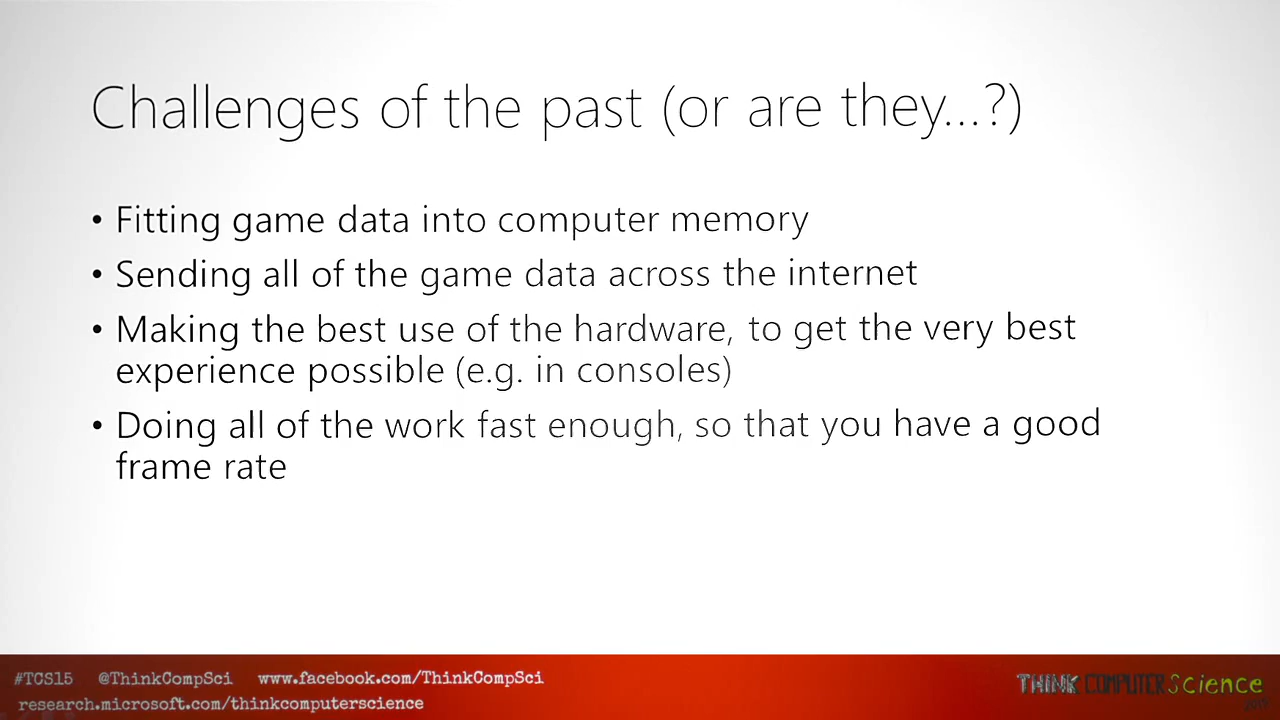 Challenges of the past (or are they...?)
• Fitting game data into computer memory
• Sending all of the game data across the internet
• Making the best use of the hardware, to get the very best
experience possible (e.g. in consoles)
• Doing all of the work fast enough, so that you have a good
frame rate
#TCS15 @ThinkCompSci www.facebook.com/ThinkCompSci
research.microsoft.com/thinkcomputerscience
THINK COMPUTER Science